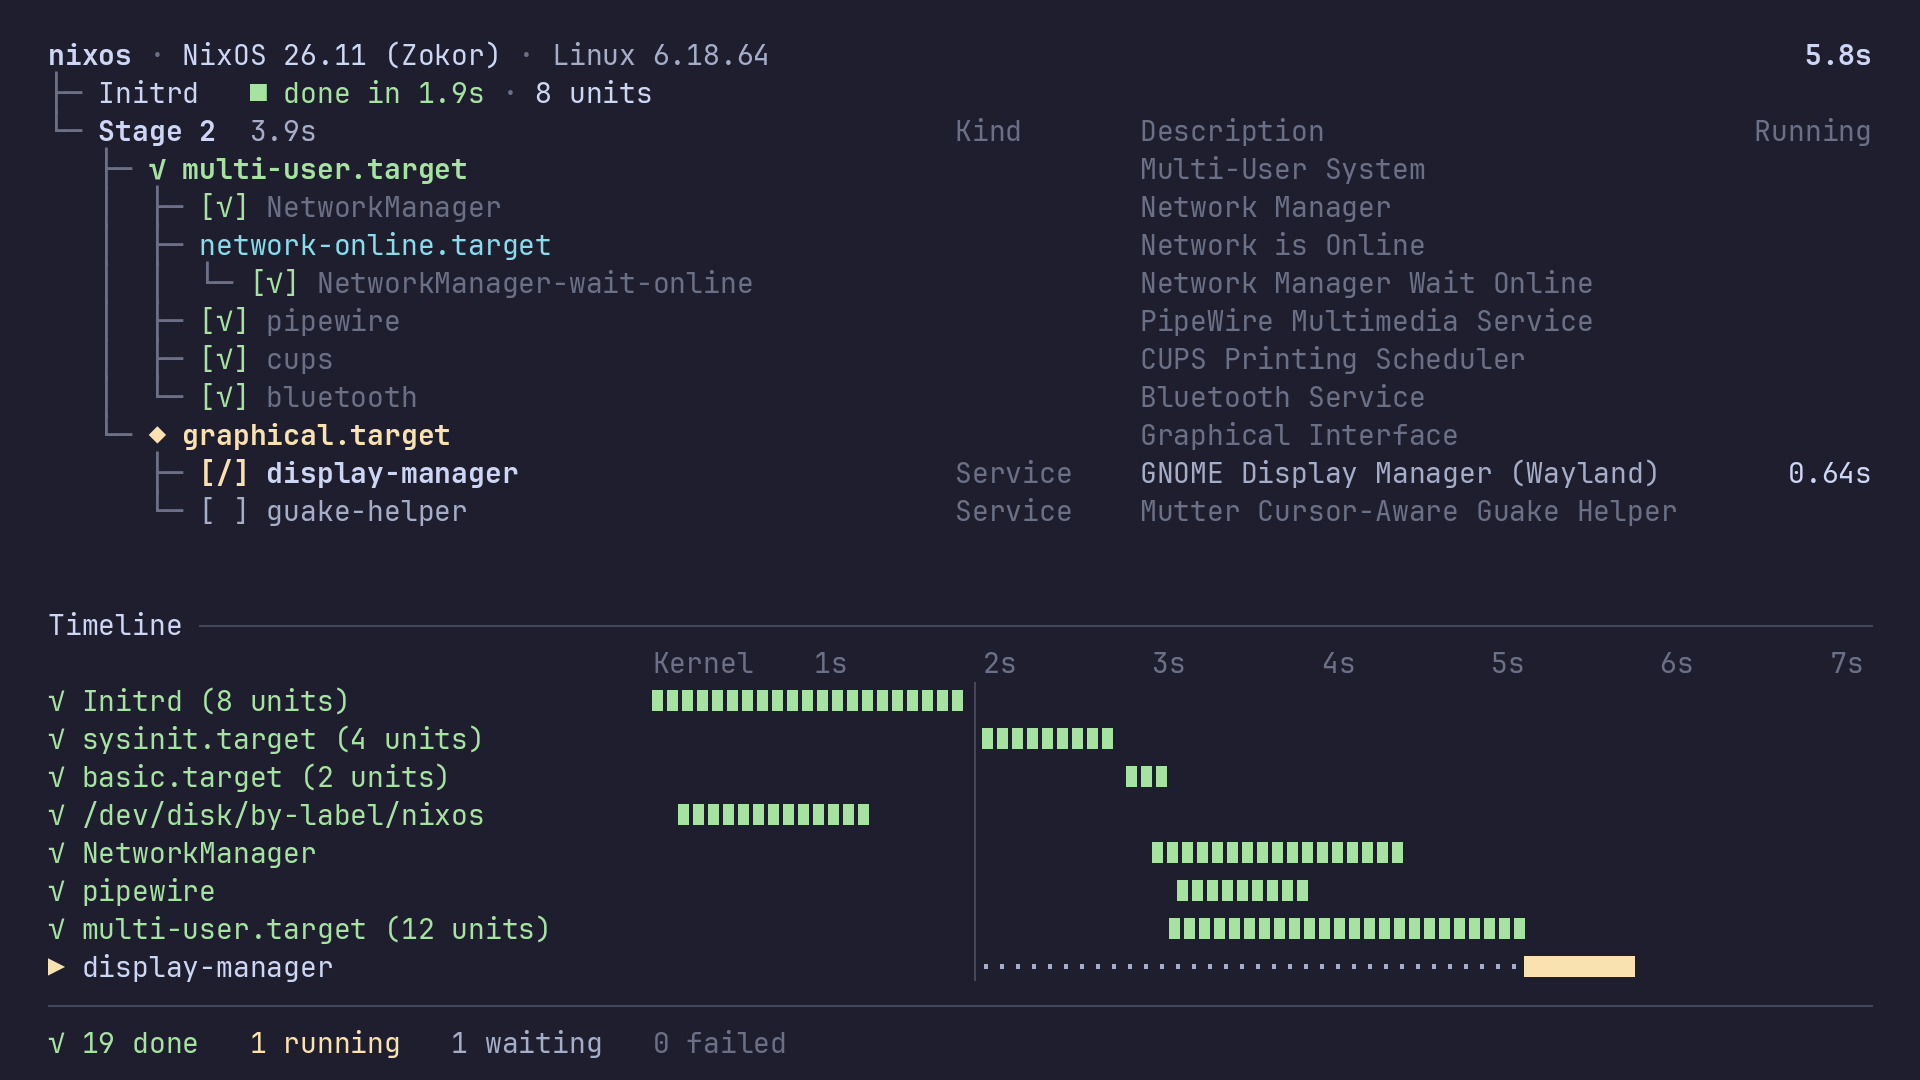 nixos · NixOS 26.11 (Zokor) · Linux 6.18.64 5.8s
├─ Initrd ■ done in 1.9s · 8 units
└─ Stage 2 3.9s Kind Description Running
├─ √ multi-user.target Multi-User System
│ ├─ [√] NetworkManager Network Manager
│ ├─ network-online.target Network is Online
│ │ └─ [√] NetworkManager-wait-online Network Manager Wait Online
│ ├─ [√] pipewire PipeWire Multimedia Service
│ ├─ [√] cups CUPS Printing Scheduler
│ └─ [√] bluetooth Bluetooth Service
└─ ◆ graphical.target Graphical Interface
├─ [/] display-manager Service GNOME Display Manager (Wayland) 0.64s
└─ [ ] guake-helper Service Mutter Cursor-Aware Guake Helper
Timeline
Kernel 1s 2s 3s 4s 5s 6s 7s
√ Initrd (8 units)
√ sysinit.target (4 units)
√ basic.target (2 units)
√ /dev/disk/by-label/nixos
√ NetworkManager
√ pipewire
√ multi-user.target (12 units)
▶ display-manager
√ 19 done 1 running 1 waiting 0 failed